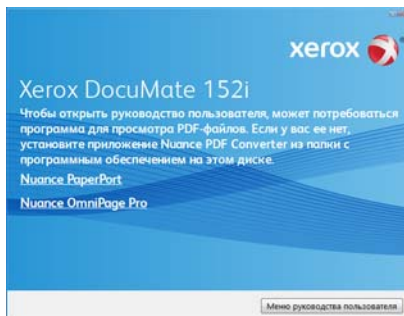 xerox
Xerox DocuMate 152i
Чтобы открыть руководство пользователя, может потребоваться
программа для просмотра PDF-файлов. Если у вас ее нет,
установите приложение Nuance PDF Converter из папки с
программным обеспечением на этом диске.
Nuance PaperPort
Nuance OmniPage Pro
Меню руководства пользователя